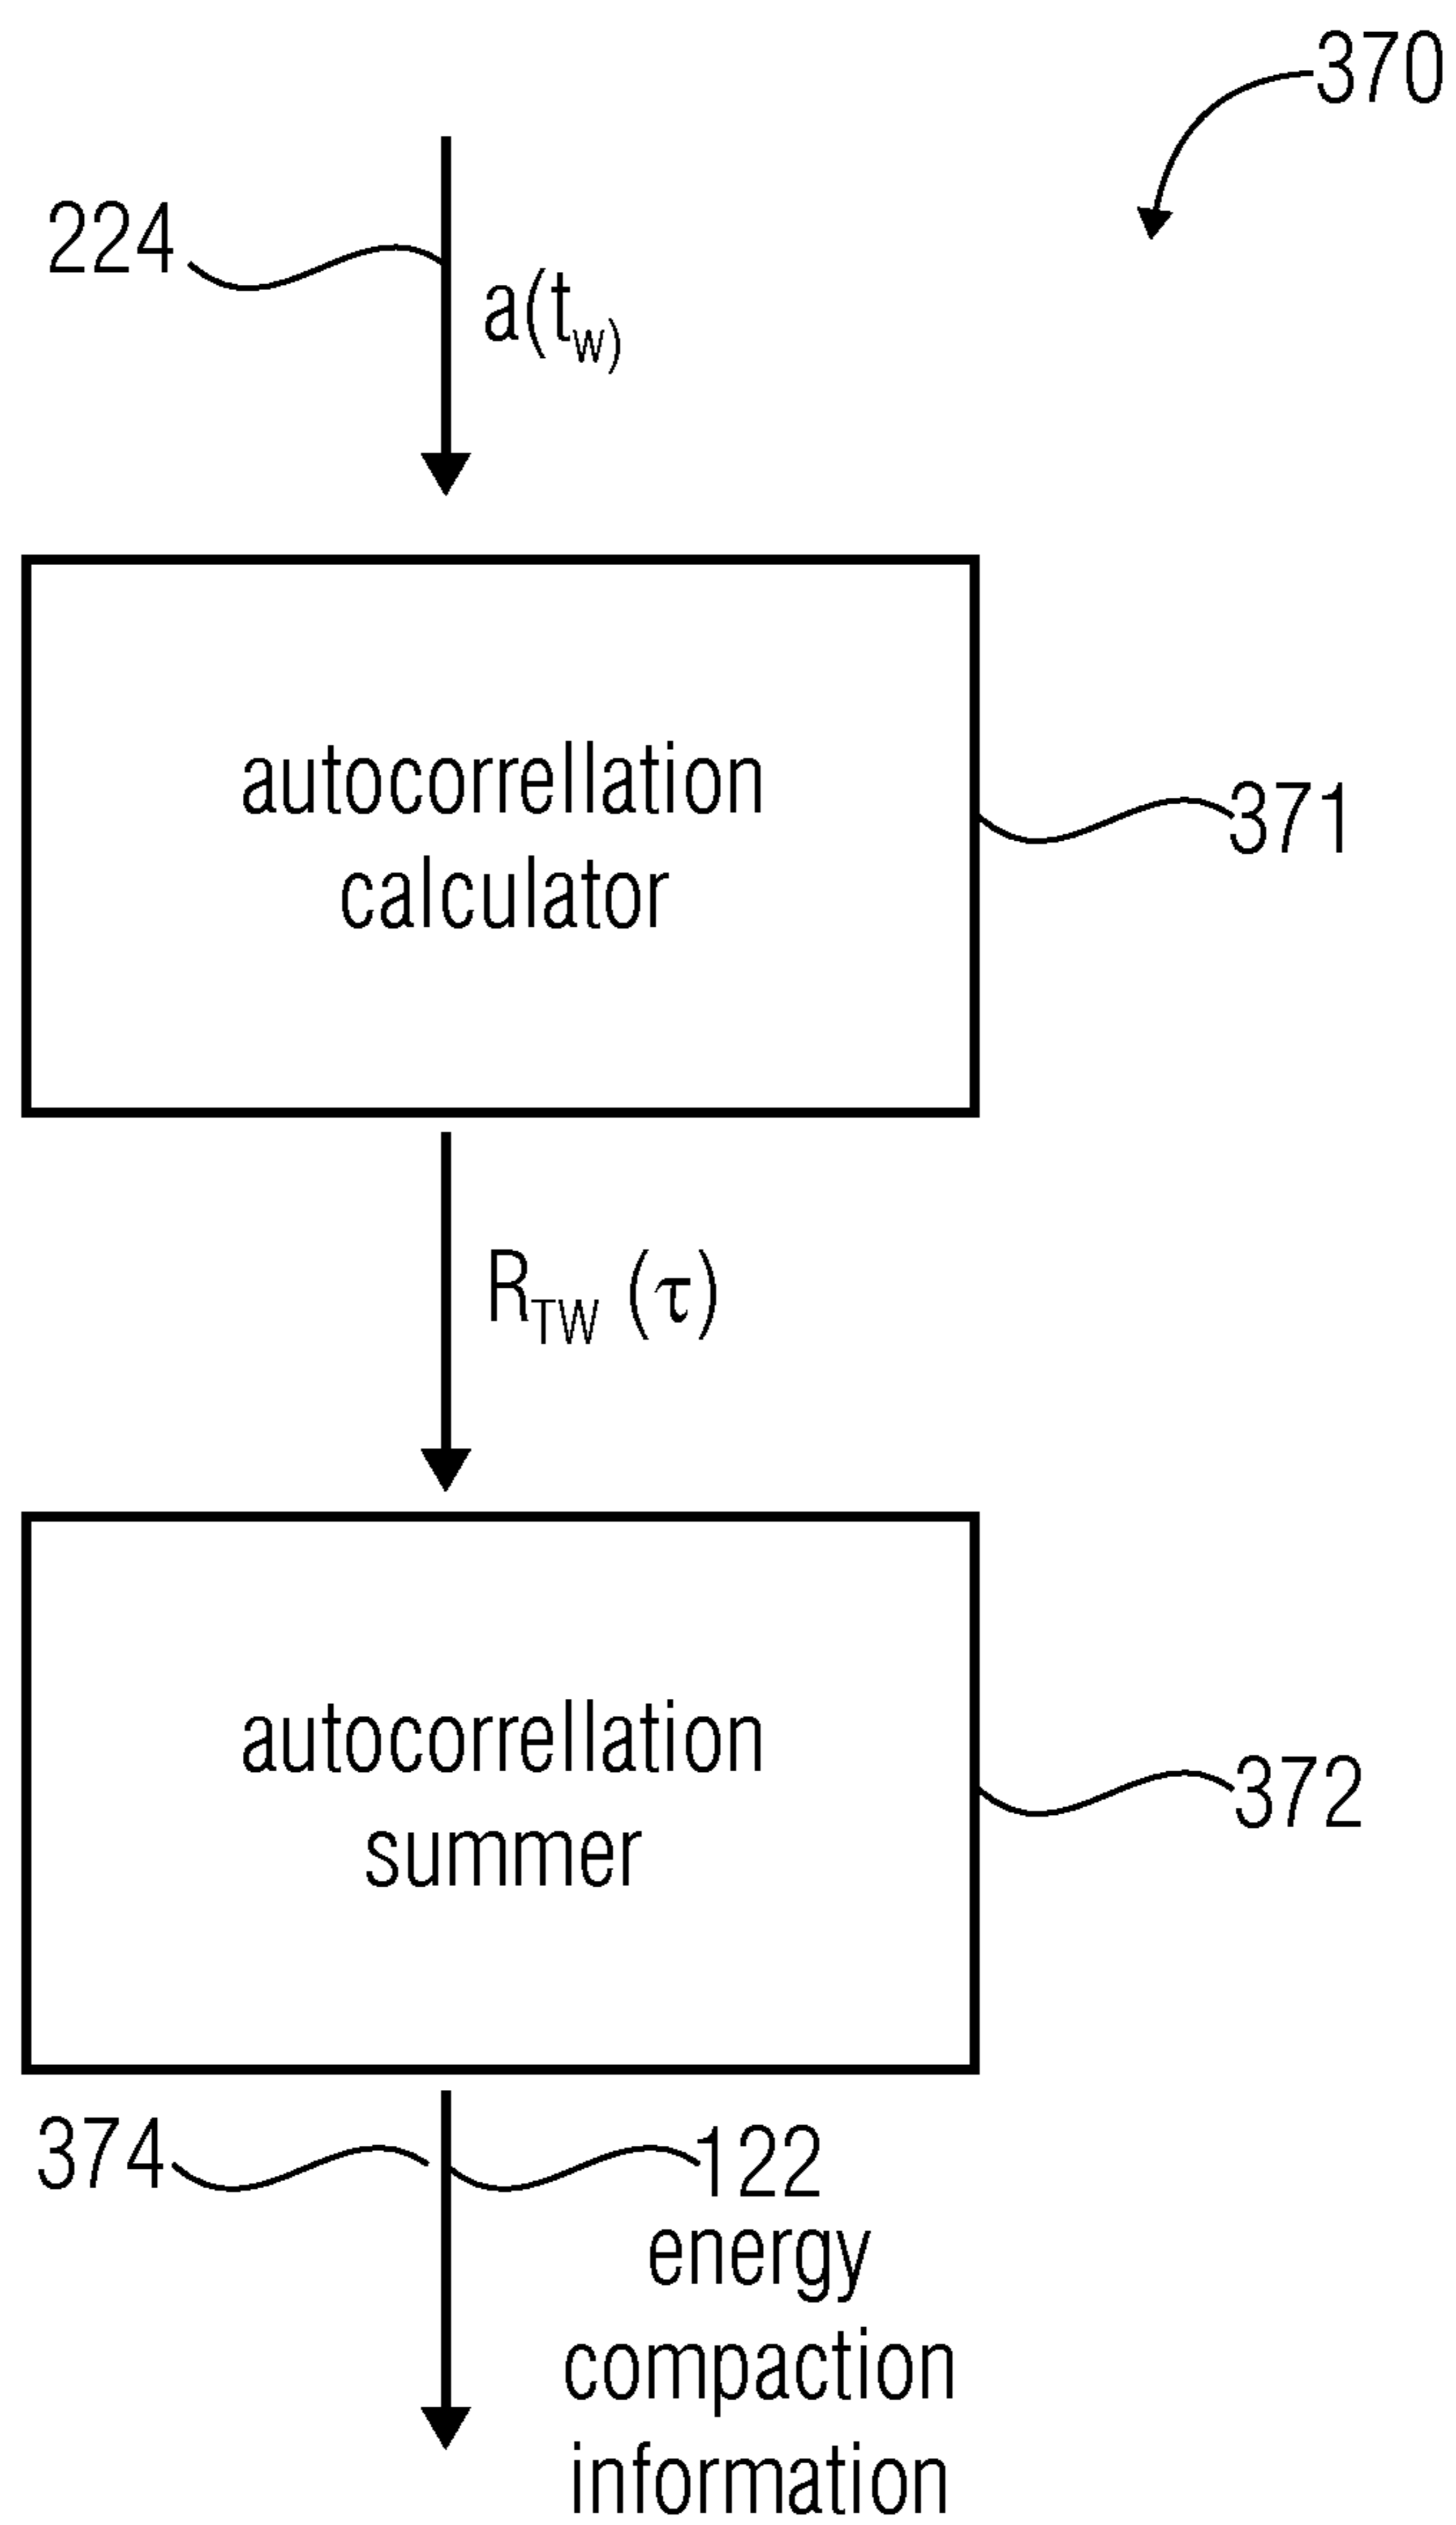 370
224
a(tw)
autocorrellation
calculator
371
RTW (τ)
autocorrellation
summer
372
374
122
energy
compaction
information